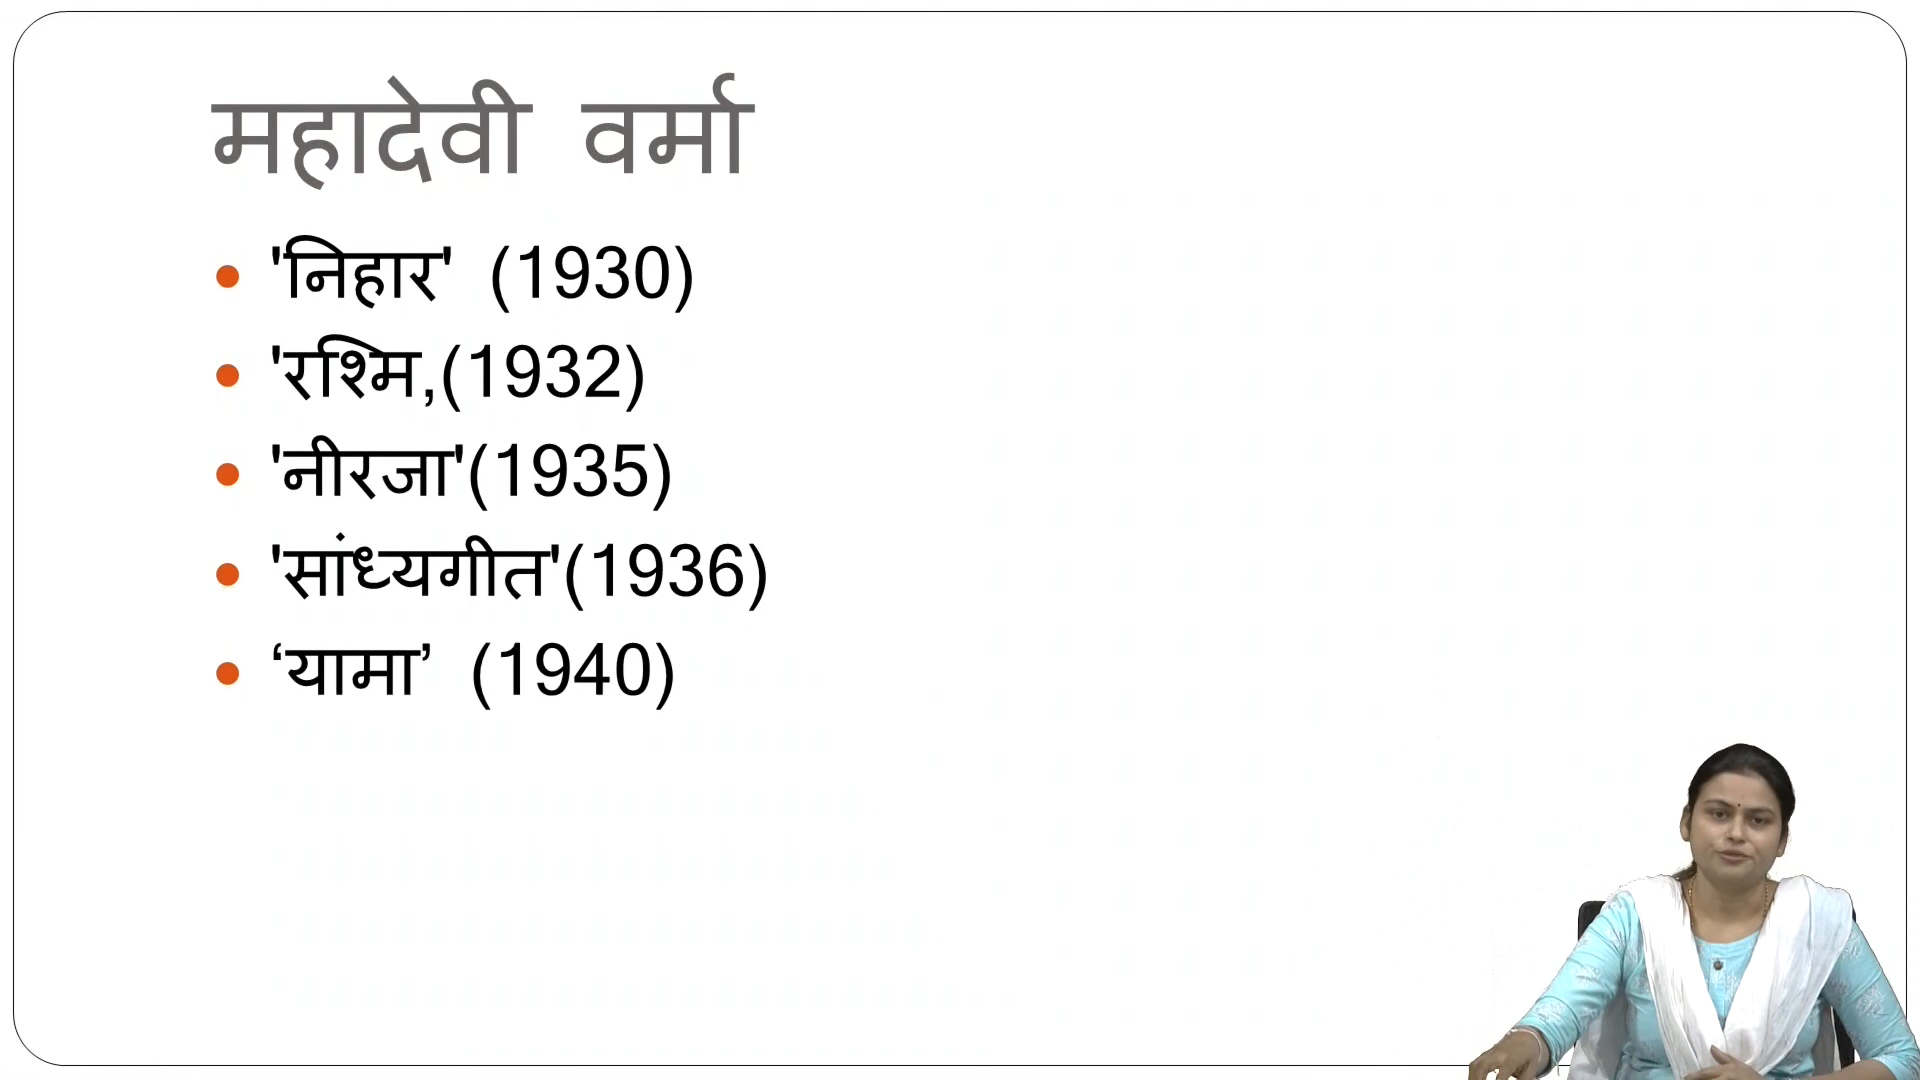 महादेवी वर्मा
'निहार' (1930)
'रश्मि,(1932)
'नीरजा'(1935)
'सांध्यगीत'(1936)
‘यामा’ (1940)